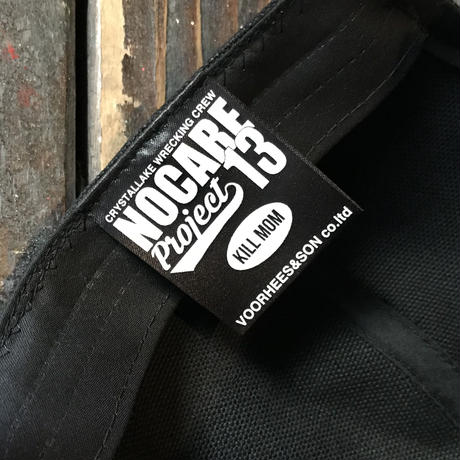 CRYSTALLAKE WRECKING CREW
NOCARE
Project 13
KILL MOM
VOORHEES&SON co.ltd